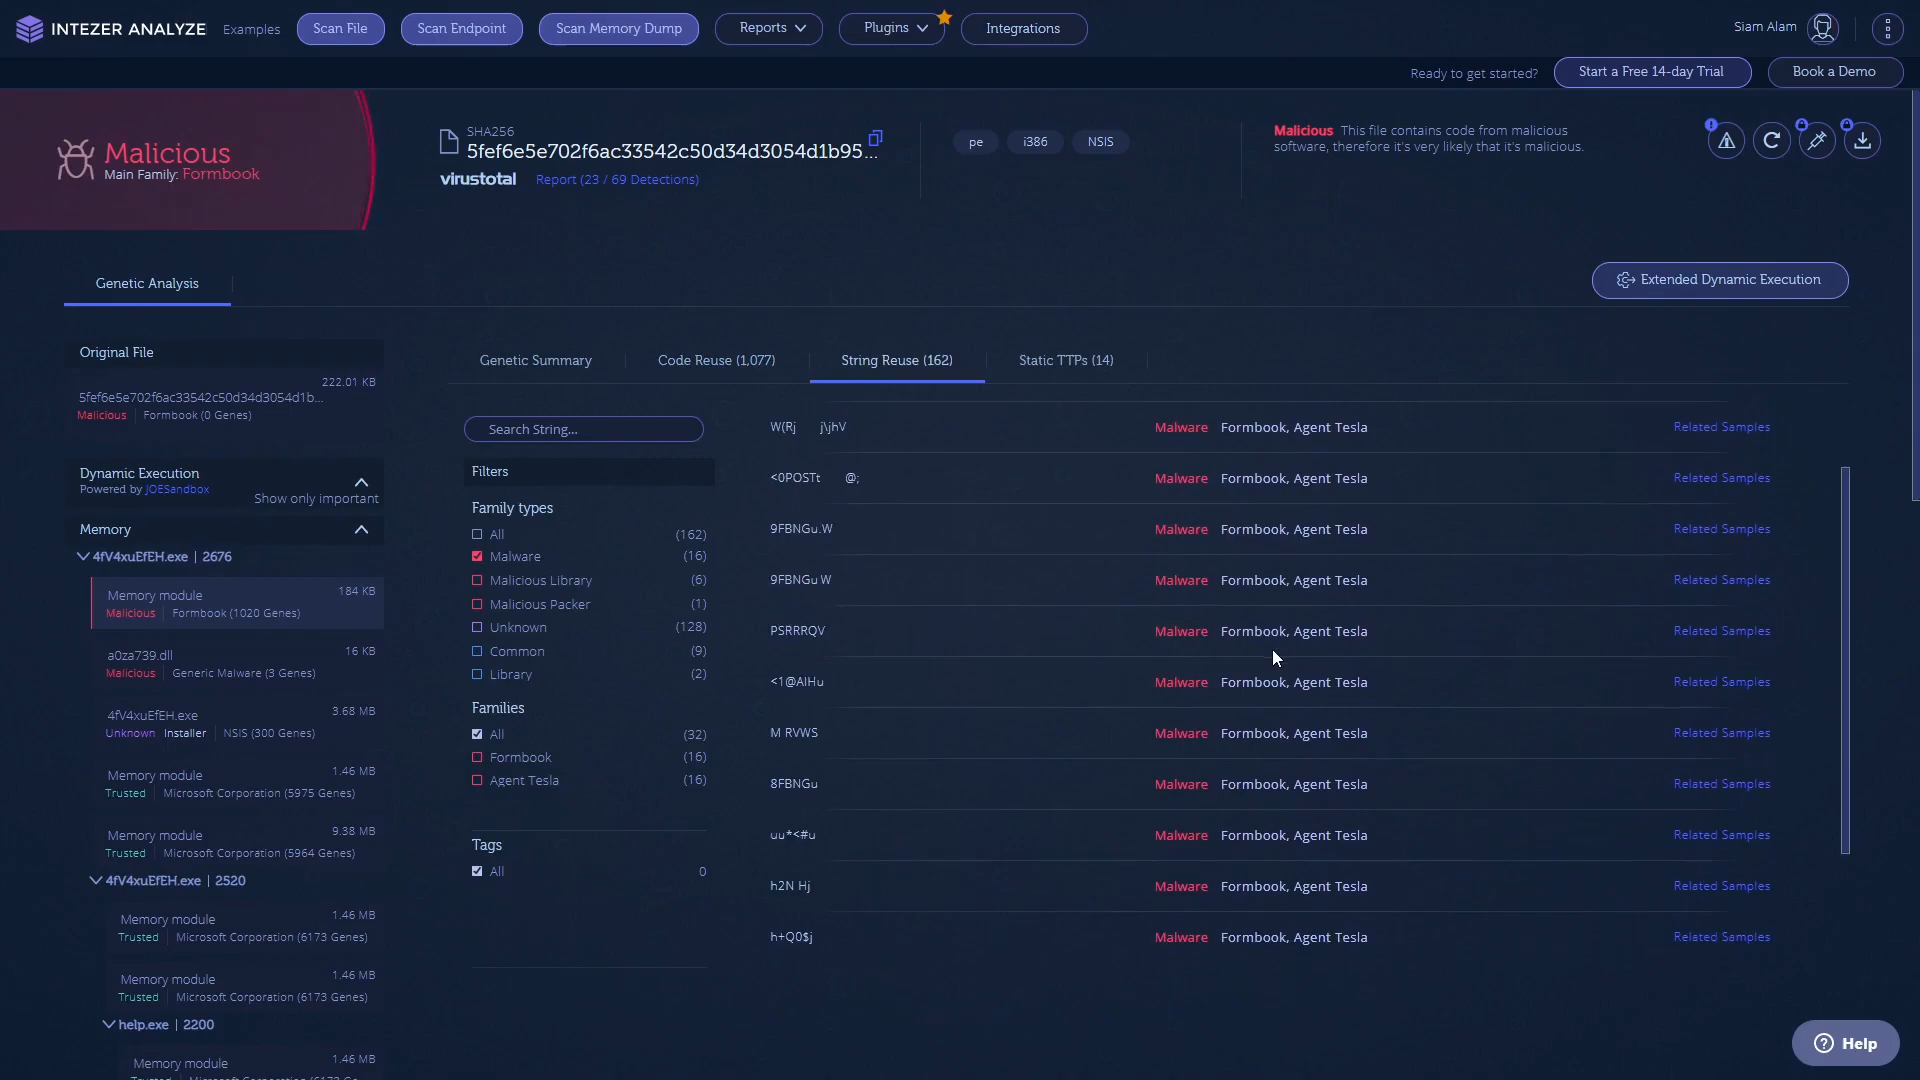 INTEZER ANALYZE
Examples
Scan File
Scan Endpoint
Scan Memory Dump
Reports
Plugins
Integrations
Siam Alam
Ready to get started?
Start a Free 14-day Trial
Book a Demo
Malicious
Main Family: Formbook
SHA256
5fef6e5e702f6ac33542c50d34d3054d1b95...
virustotal
Report (23 / 69 Detections)
pe
i386
NSIS
Malicious This file contains code from malicious
software, therefore it's very likely that it's malicious.
Genetic Analysis
Extended Dynamic Execution
Original File
222.01 KB
5fef6e5e702f6ac33542c50d34d3054d1b...
Malicious Formbook (0 Genes)
Dynamic Execution
Powered by JOESandbox
Show only important
Memory
4fV4xuEfEH.exe | 2676
Memory module 184 KB
Malicious Formbook (1020 Genes)
a0za739.dll 16 KB
Malicious Generic Malware (3 Genes)
4fV4xuEfEH.exe 3.68 MB
Unknown Installer NSIS (300 Genes)
Memory module 1.46 MB
Trusted Microsoft Corporation (5975 Genes)
Memory module 9.38 MB
Trusted Microsoft Corporation (5964 Genes)
4fV4xuEfEH.exe | 2520
Memory module 1.46 MB
Trusted Microsoft Corporation (6173 Genes)
Memory module 1.46 MB
Trusted Microsoft Corporation (6173 Genes)
help.exe | 2200
Memory module 1.46 MB
Genetic Summary
Code Reuse (1,077)
String Reuse (162)
Static TTPs (14)
Search String...
Filters
Family types
All (162)
Malware (16)
Malicious Library (6)
Malicious Packer (1)
Unknown (128)
Common (9)
Library (2)
Families
All (32)
Formbook (16)
Agent Tesla (16)
Tags
All 0
W(Rj j\jhV Malware Formbook, Agent Tesla Related Samples
<0POSTt @; Malware Formbook, Agent Tesla Related Samples
9FBNGu.W Malware Formbook, Agent Tesla Related Samples
9FBNGu W Malware Formbook, Agent Tesla Related Samples
PSRRRQV Malware Formbook, Agent Tesla Related Samples
<1@AIHu Malware Formbook, Agent Tesla Related Samples
M RVWS Malware Formbook, Agent Tesla Related Samples
8FBNGu Malware Formbook, Agent Tesla Related Samples
uu*<#u Malware Formbook, Agent Tesla Related Samples
h2N Hj Malware Formbook, Agent Tesla Related Samples
h+Q0$j Malware Formbook, Agent Tesla Related Samples
Help